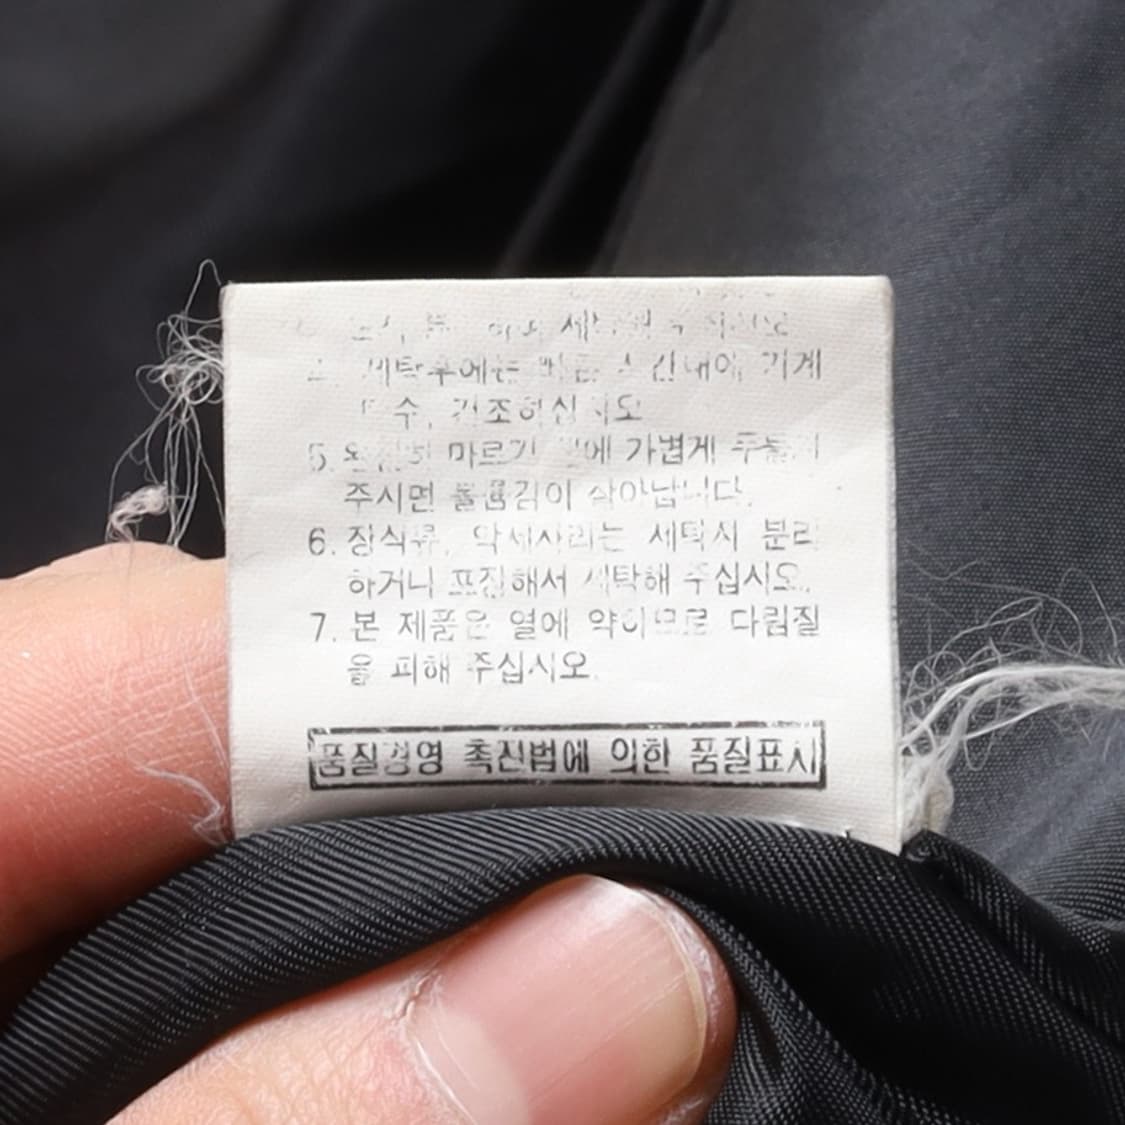 세탁후에는 시간내에 기계
탈수, 건조하십시오
5. 완전히 마르기 전에 가볍게 두들겨
주시면 볼륨감이 살아납니다.
6. 장식류, 악세사리는 세탁시 분리
하거나 포장해서 세탁해 주십시오.
7. 본 제품은 열에 약하므로 다림질
을 피해 주십시오.
품질경영 촉진법에 의한 품질표시